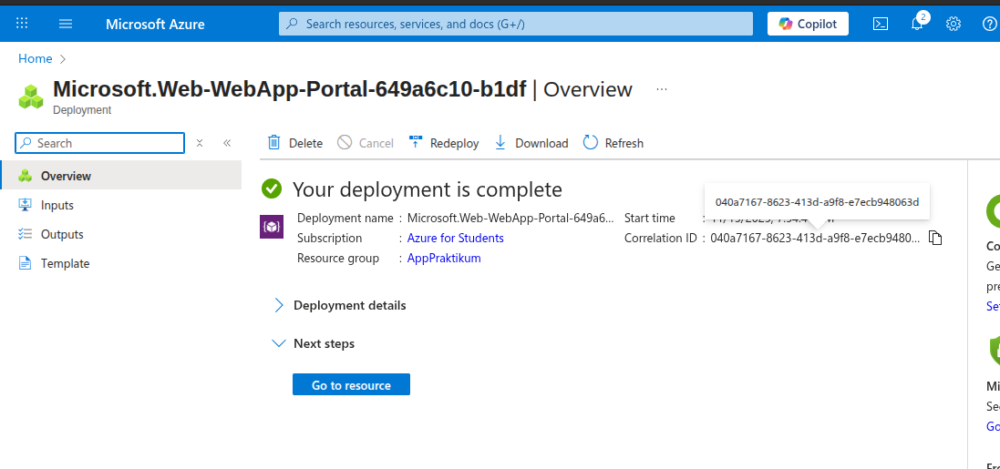 Microsoft Azure
Search resources, services, and docs (G+/)
Copilot
2
Home
Microsoft.Web-WebApp-Portal-649a6c10-b1df | Overview ...
Deployment
Search
Delete
Cancel
Redeploy
Download
Refresh
Overview
Inputs
Outputs
Template
Your deployment is complete
040a7167-8623-413d-a9f8-e7ecb948063d
Deployment name : Microsoft.Web-WebApp-Portal-649a6...
Subscription : Azure for Students
Resource group : AppPraktikum
Start time :
Correlation ID : 040a7167-8623-413d-a9f8-e7ecb9480...
Deployment details
Next steps
Go to resource
Co
Ge
pre
Set
Mi
Sec
Go